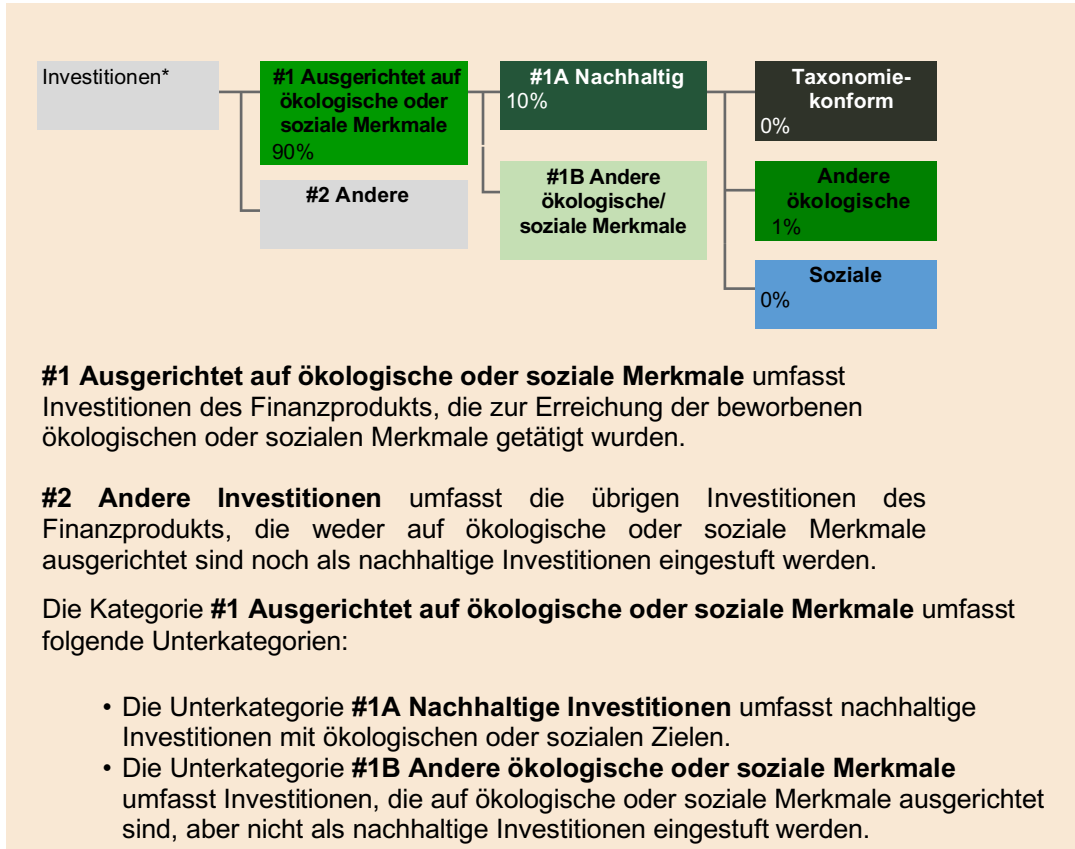 Investitionen*
#1 Ausgerichtet auf
ökologische oder
soziale Merkmale
90%
#2 Andere
#1A Nachhaltig
10%
#1B Andere
ökologische/
soziale Merkmale
Taxonomie-
konform
0%
Andere
ökologische
1%
Soziale
0%
#1 Ausgerichtet auf ökologische oder soziale Merkmale umfasst
Investitionen des Finanzprodukts, die zur Erreichung der beworbenen
ökologischen oder sozialen Merkmale getätigt wurden.
#2 Andere Investitionen umfasst die übrigen Investitionen des
Finanzprodukts, die weder auf ökologische oder soziale Merkmale
ausgerichtet sind noch als nachhaltige Investitionen eingestuft werden.
Die Kategorie #1 Ausgerichtet auf ökologische oder soziale Merkmale umfasst
folgende Unterkategorien:
• Die Unterkategorie #1A Nachhaltige Investitionen umfasst nachhaltige
Investitionen mit ökologischen oder sozialen Zielen.
• Die Unterkategorie #1B Andere ökologische oder soziale Merkmale
umfasst Investitionen, die auf ökologische oder soziale Merkmale ausgerichtet
sind, aber nicht als nachhaltige Investitionen eingestuft werden.